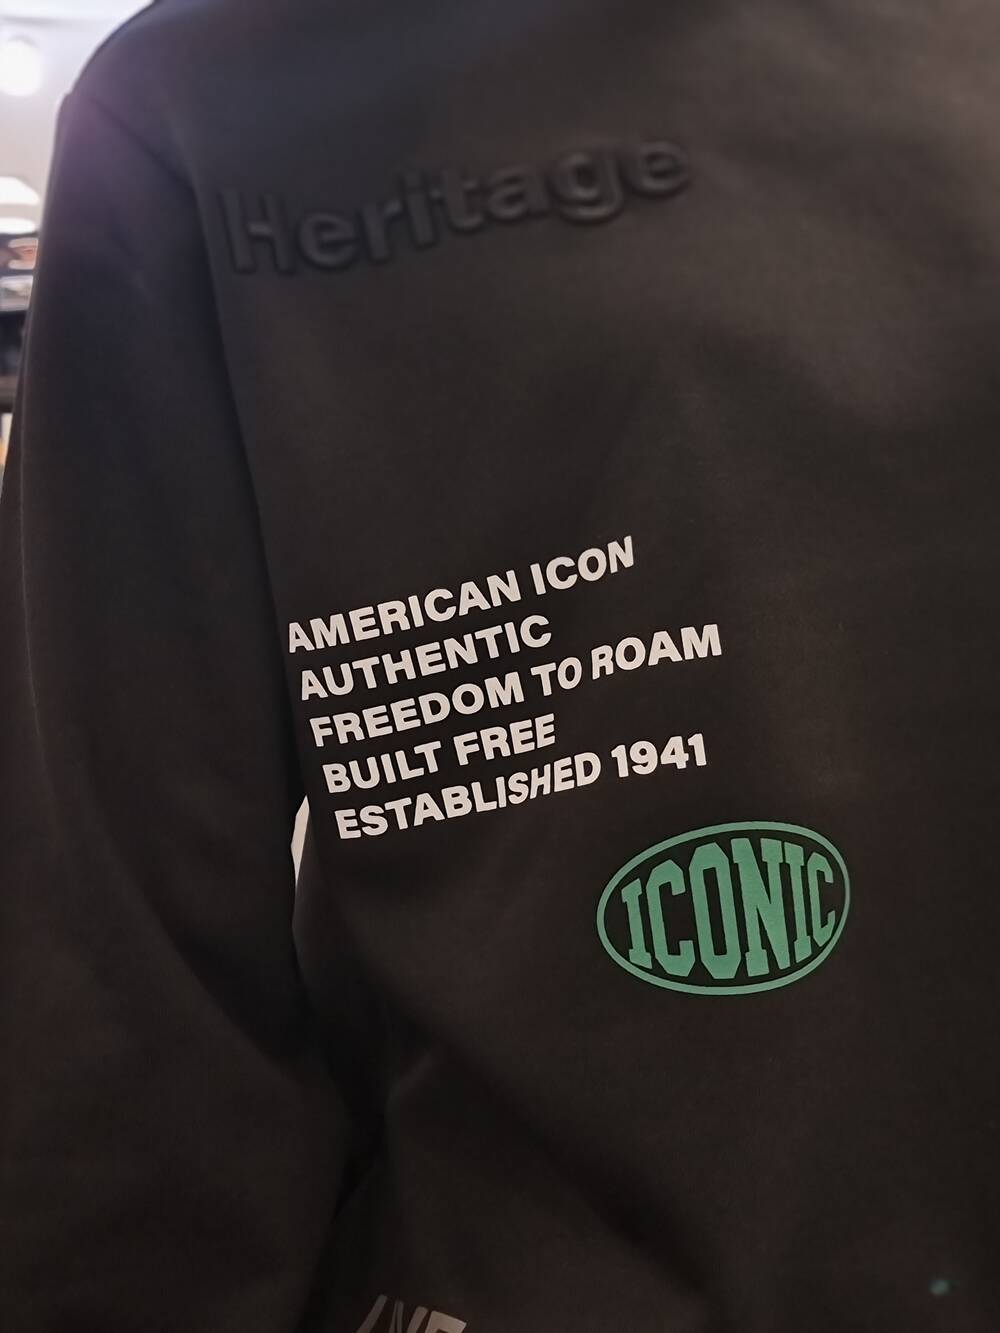 Heritage
AMERICAN ICON
AUTHENTIC
FREEDOM TO ROAM
BUILT FREE
ESTABLISHED 1941
ICONIC